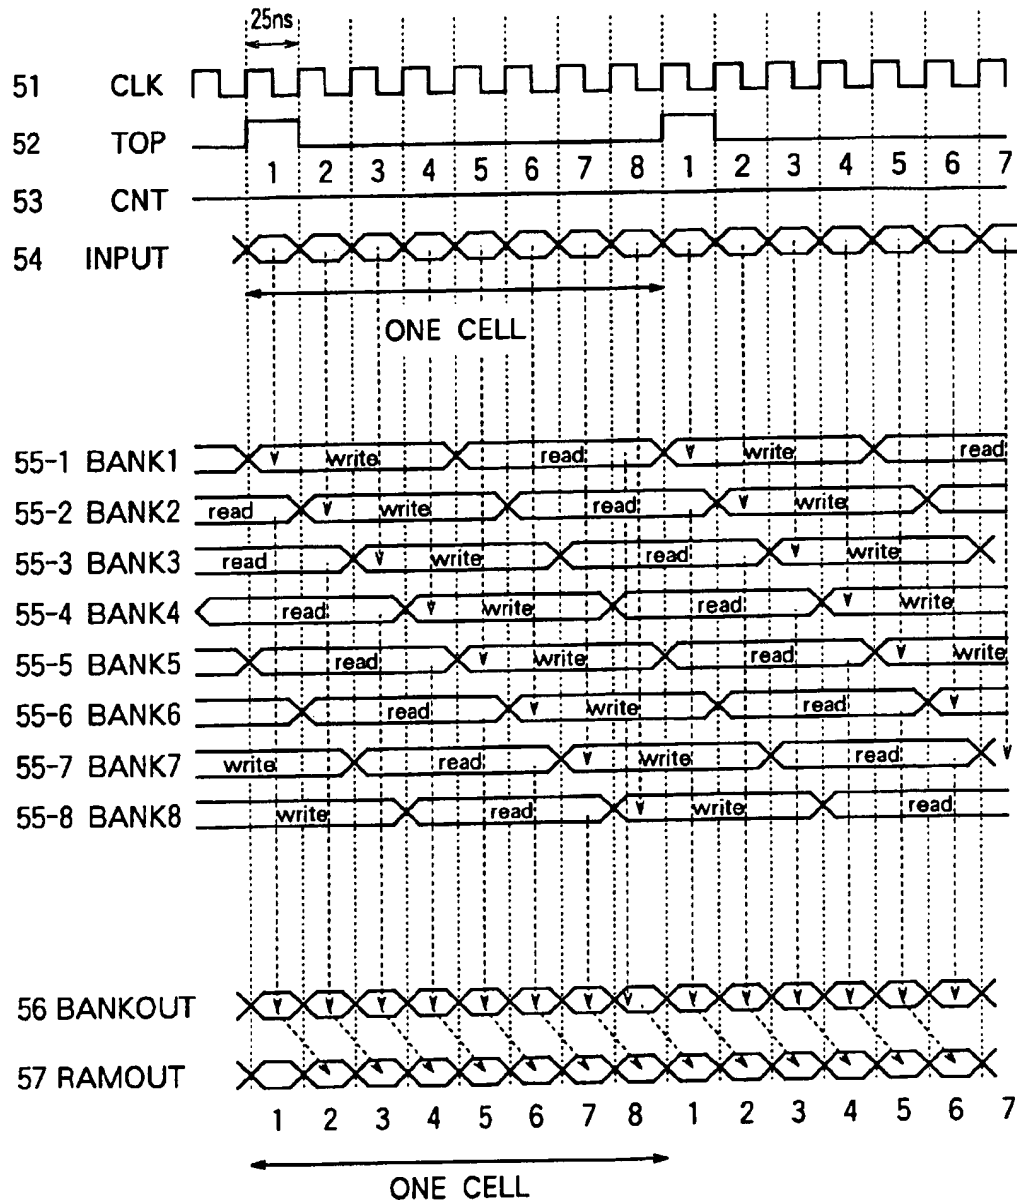 25ns
51 CLK
52 TOP
1 2 3 4 5 6 7 8 1 2 3 4 5 6 7
53 CNT
54 INPUT
ONE CELL
55-1 BANK1 write read write read
55-2 BANK2 read write read write
55-3 BANK3 read write read write
55-4 BANK4 read write read write
55-5 BANK5 read write read write
55-6 BANK6 read write read
55-7 BANK7 write read write read
55-8 BANK8 write read write read
56 BANKOUT
57 RAMOUT
1 2 3 4 5 6 7 8 1 2 3 4 5 6 7
ONE CELL